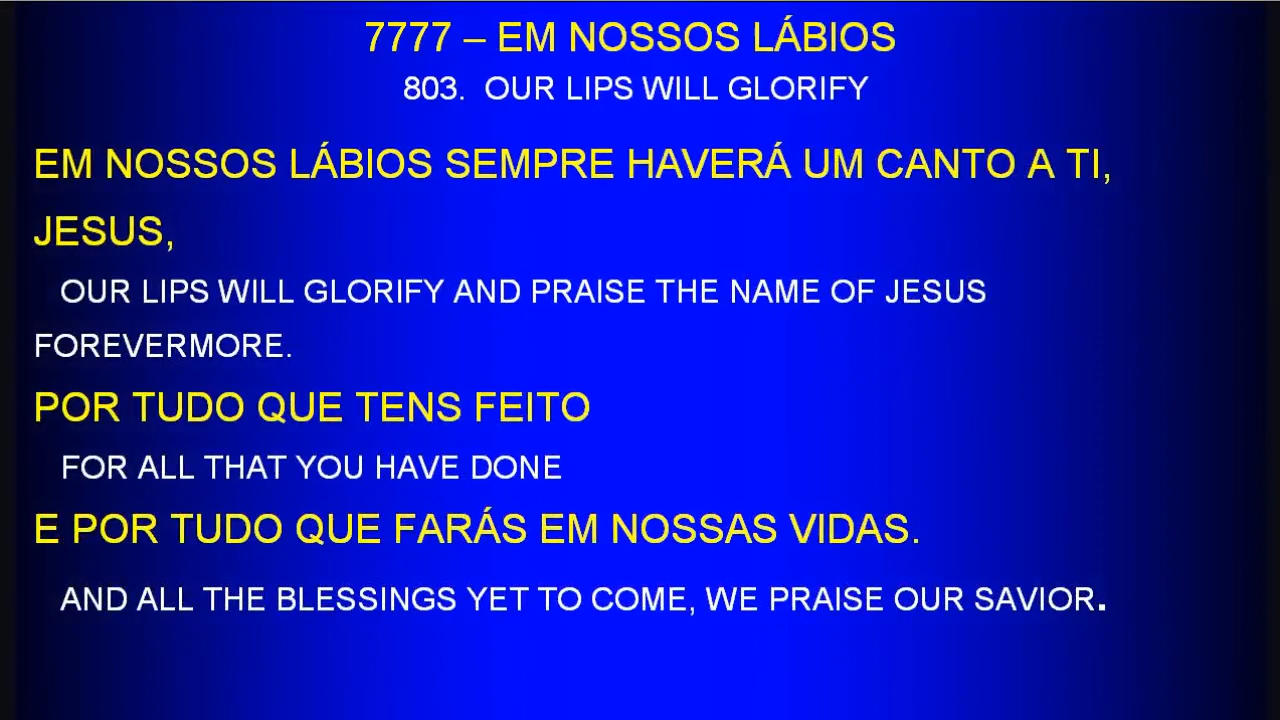 7777 – EM NOSSOS LÁBIOS
803. OUR LIPS WILL GLORIFY
EM NOSSOS LÁBIOS SEMPRE HAVERÁ UM CANTO A TI,
JESUS,
OUR LIPS WILL GLORIFY AND PRAISE THE NAME OF JESUS
FOREVERMORE.
POR TUDO QUE TENS FEITO
FOR ALL THAT YOU HAVE DONE
E POR TUDO QUE FARÁS EM NOSSAS VIDAS.
AND ALL THE BLESSINGS YET TO COME, WE PRAISE OUR SAVIOR.